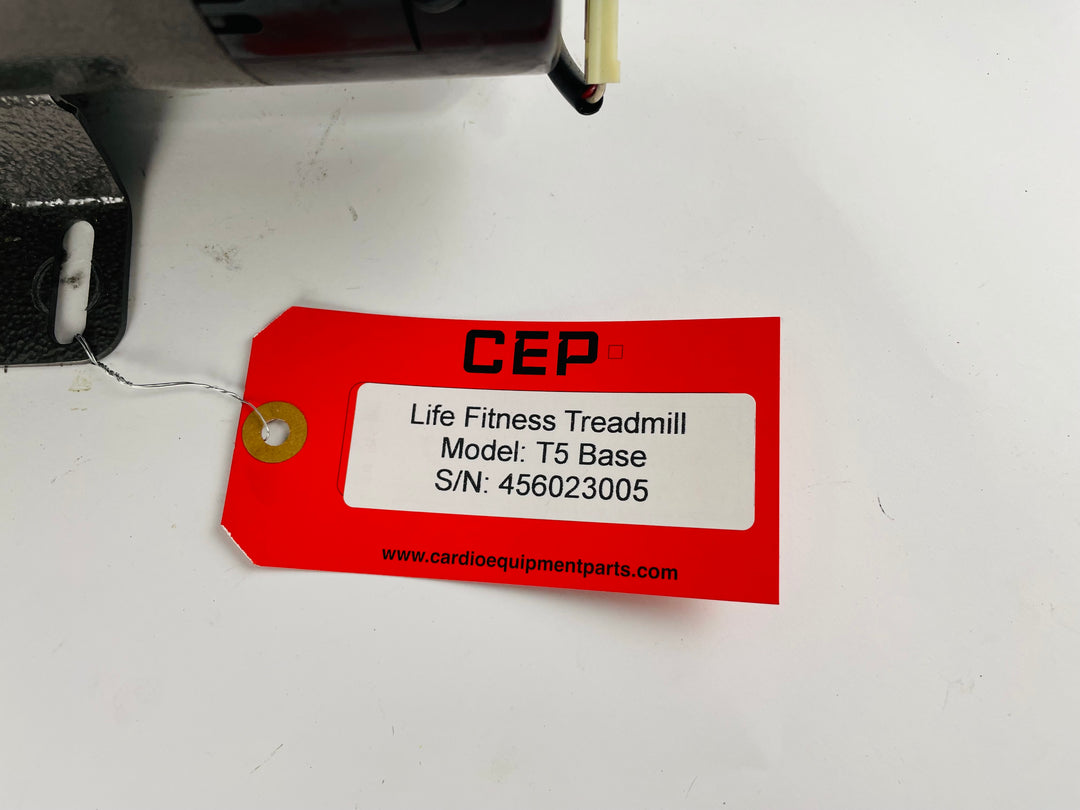 CEP
Life Fitness Treadmill
Model: T5 Base
S/N: 456023005
www.cardioequipmentparts.com